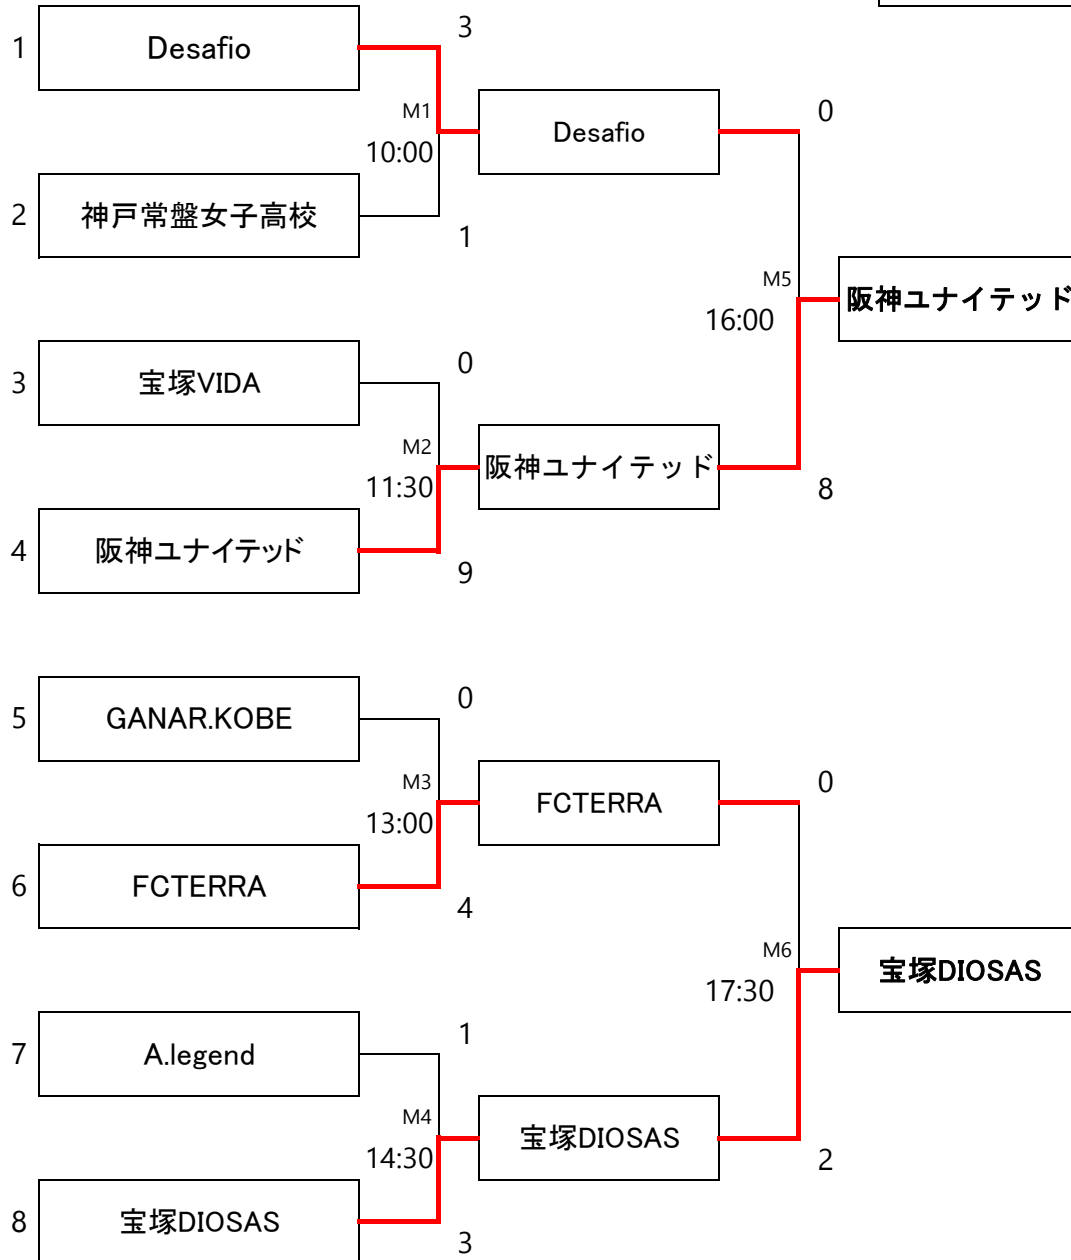 3
1
Desafio
M1
10:00
Desafio
0
2
神戸常盤女子高校
1
M5
16:00
阪神ユナイテッド
0
3
宝塚VIDA
M2
11:30
阪神ユナイテッド
8
4
阪神ユナイテッド
9
5
GANAR.KOBE
0
M3
13:00
FCTERRA
0
6
FCTERRA
4
M6
17:30
宝塚DIOSAS
7
A.legend
1
M4
14:30
宝塚DIOSAS
2
8
宝塚DIOSAS
3